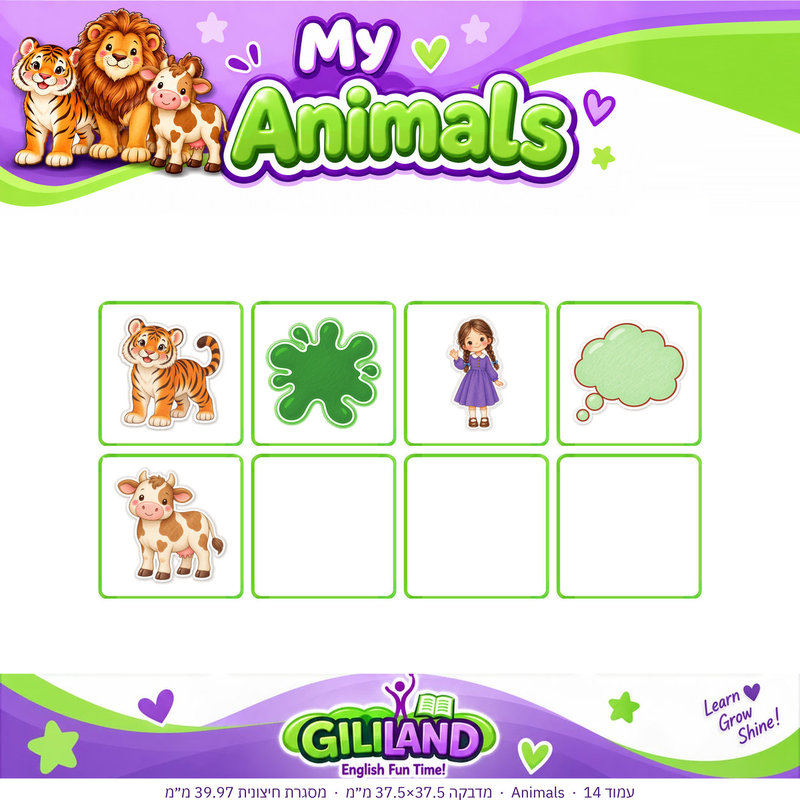 My
Animals
Learn
Grow
Shine!
GILILAND
English Fun Time!
עמוד 14 · Animals · מדבקה 37.5×37.5 מ״מ · מסגרת חיצונית 39.97 מ״מ